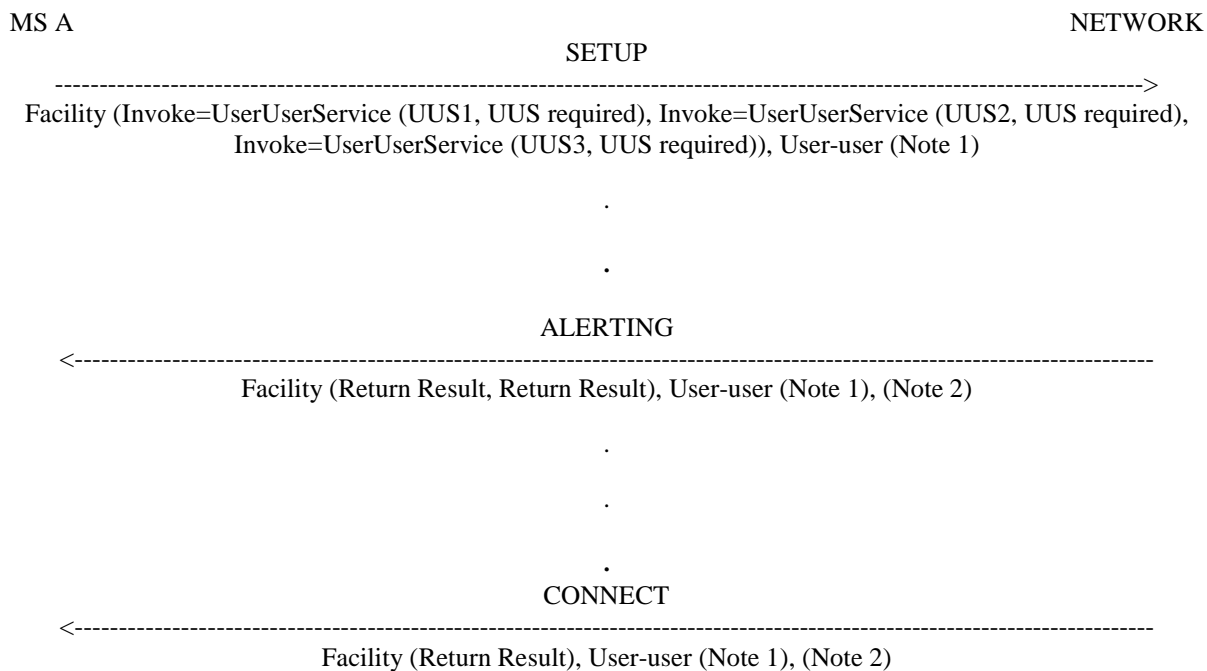 MS A NETWORK
SETUP
------------------------------------------------------------------------------------------------------------------------------>
Facility (Invoke=UserUserService (UUS1, UUS required), Invoke=UserUserService (UUS2, UUS required),
Invoke=UserUserService (UUS3, UUS required)), User-user (Note 1)
.
.
ALERTING
<-----------------------------------------------------------------------------------------------------------------------------
Facility (Return Result, Return Result), User-user (Note 1), (Note 2)
.
.
.
CONNECT
<-----------------------------------------------------------------------------------------------------------------------------
Facility (Return Result), User-user (Note 1), (Note 2)